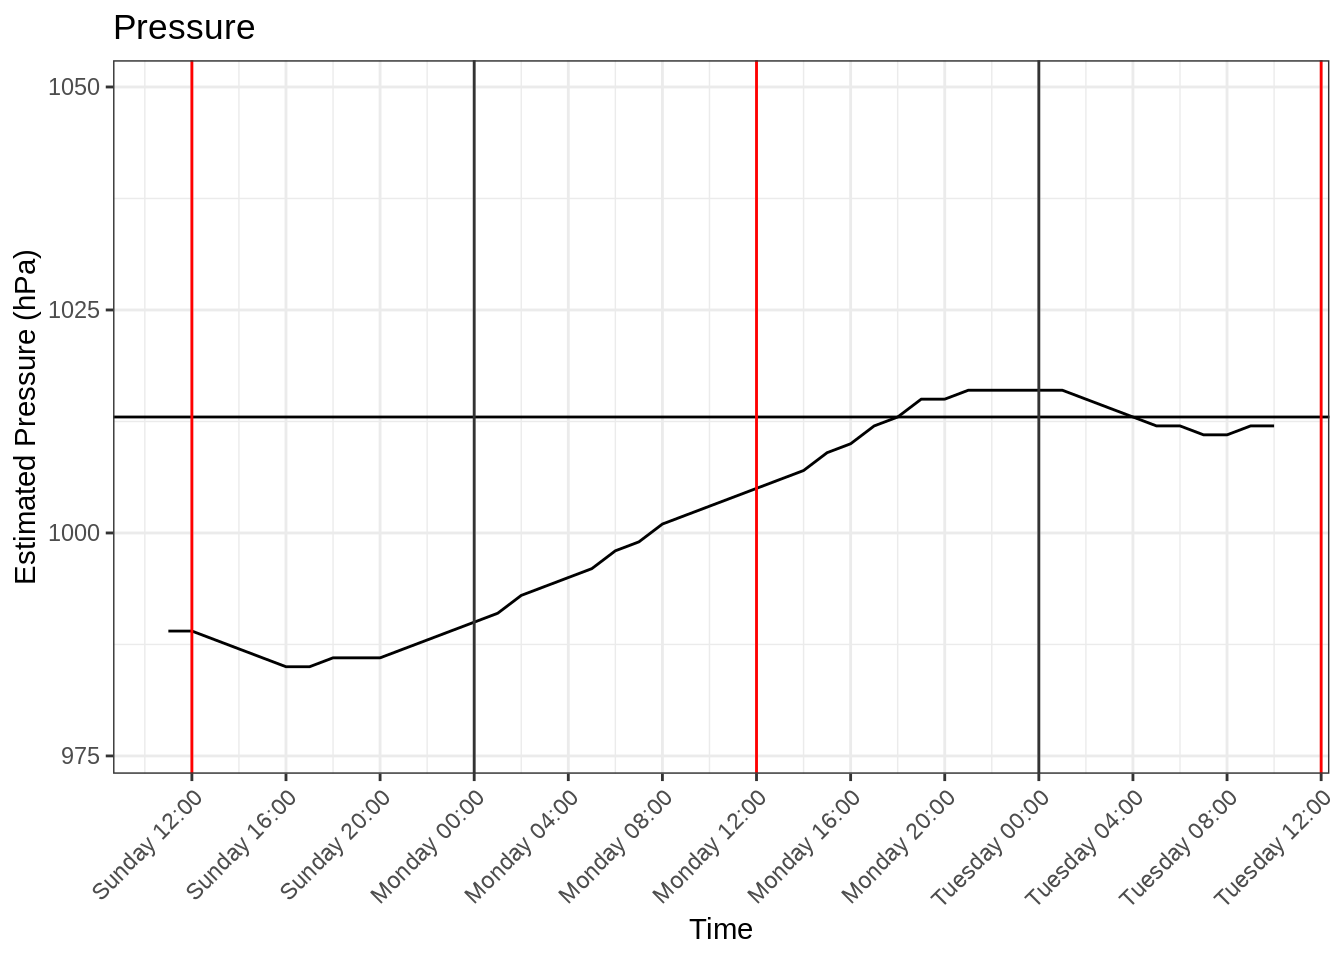 Pressure
1050
1025
1000
975
Estimated Pressure (hPa)
Sunday 12:00
Sunday 16:00
Sunday 20:00
Monday 00:00
Monday 04:00
Monday 08:00
Monday 12:00
Monday 16:00
Monday 20:00
Tuesday 00:00
Tuesday 04:00
Tuesday 08:00
Tuesday 12:00
Time